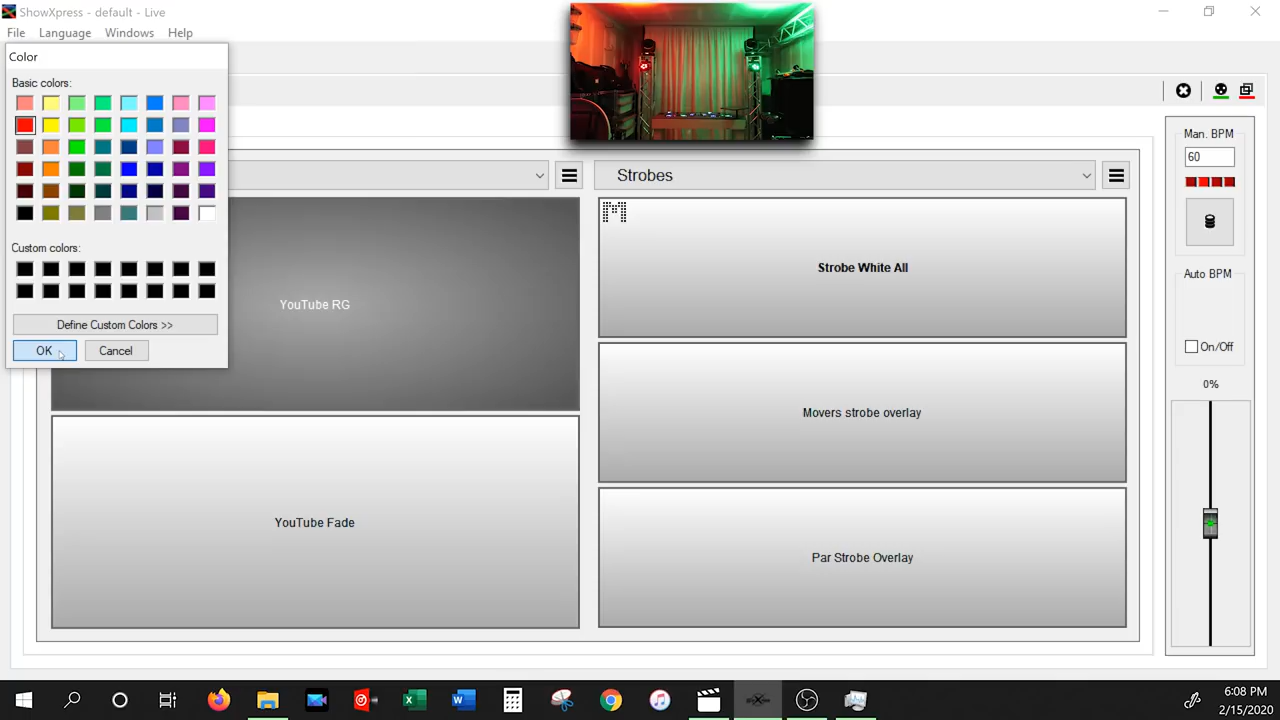 ShowXpress - default - Live
File Language Windows Help
Color
Basic colors:
Custom colors:
Define Custom Colors >>
OK Cancel
YouTube RG
YouTube Fade
Strobes
M
Strobe White All
Movers strobe overlay
Par Strobe Overlay
Man. BPM
60
Auto BPM
On/Off
0%
6:08 PM
2/15/2020